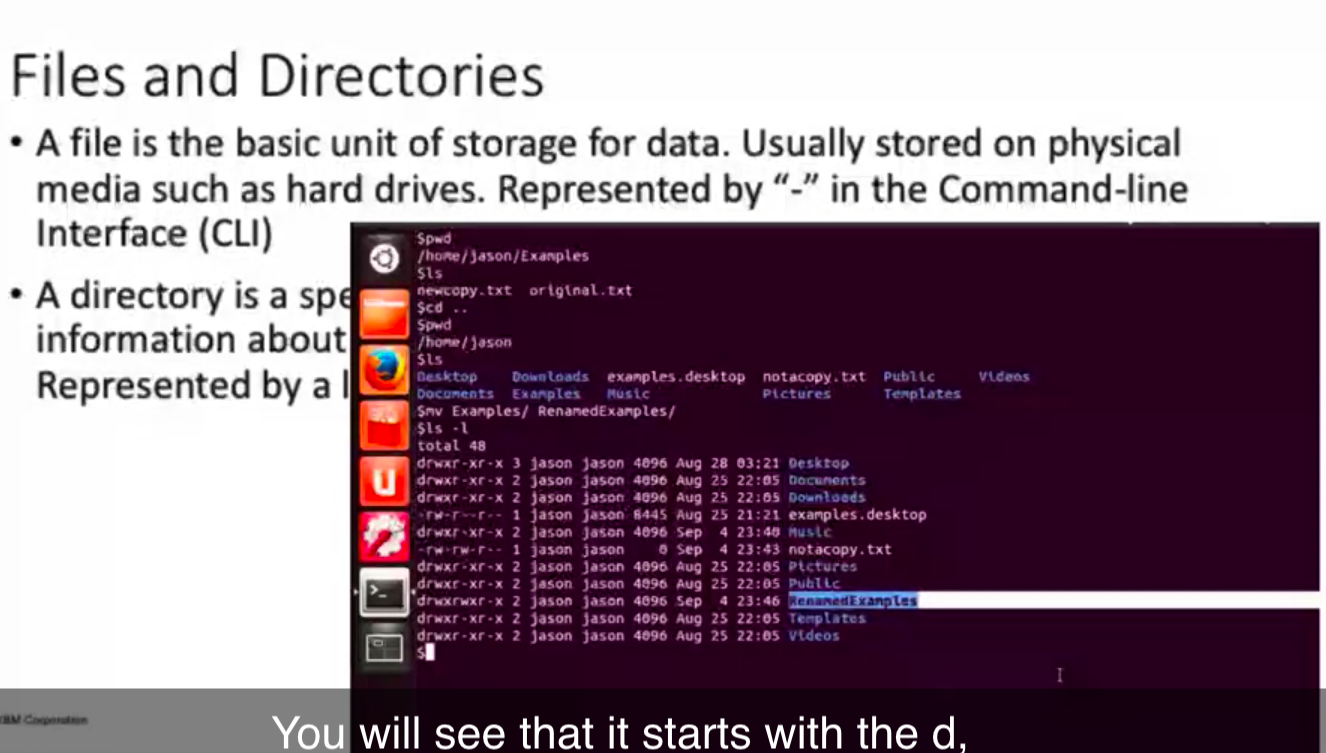 Files and Directories
• A file is the basic unit of storage for data. Usually stored on physical
media such as hard drives. Represented by “-” in the Command-line
Interface (CLI)
• A directory is a spe
information about
Represented by a l
$pwd
/home/jason/Examples
$ls
newcopy.txt original.txt
$cd ..
$pwd
/home/jason
$ls
Desktop Downloads examples.desktop notacopy.txt Public Videos
Documents Examples Music Pictures Templates
$mv Examples/ RenamedExamples/
$ls -l
total 48
drwxr-xr-x 3 jason jason 4096 Aug 28 03:21 Desktop
drwxr-xr-x 2 jason jason 4096 Aug 25 22:05 Documents
drwxr-xr-x 2 jason jason 4096 Aug 25 22:05 Downloads
-rw-r--r-- 1 jason jason 8445 Aug 25 21:21 examples.desktop
drwxr-xr-x 2 jason jason 4096 Sep 4 23:40 Music
-rw-rw-r-- 1 jason jason 0 Sep 4 23:43 notacopy.txt
drwxr-xr-x 2 jason jason 4096 Aug 25 22:05 Pictures
drwxr-xr-x 2 jason jason 4096 Aug 25 22:05 Public
drwxrwxr-x 2 jason jason 4096 Sep 4 23:46 RenamedExamples
drwxr-xr-x 2 jason jason 4096 Aug 25 22:05 Templates
drwxr-xr-x 2 jason jason 4096 Aug 25 22:05 Videos
$
IBM Corporation
You will see that it starts with the d,